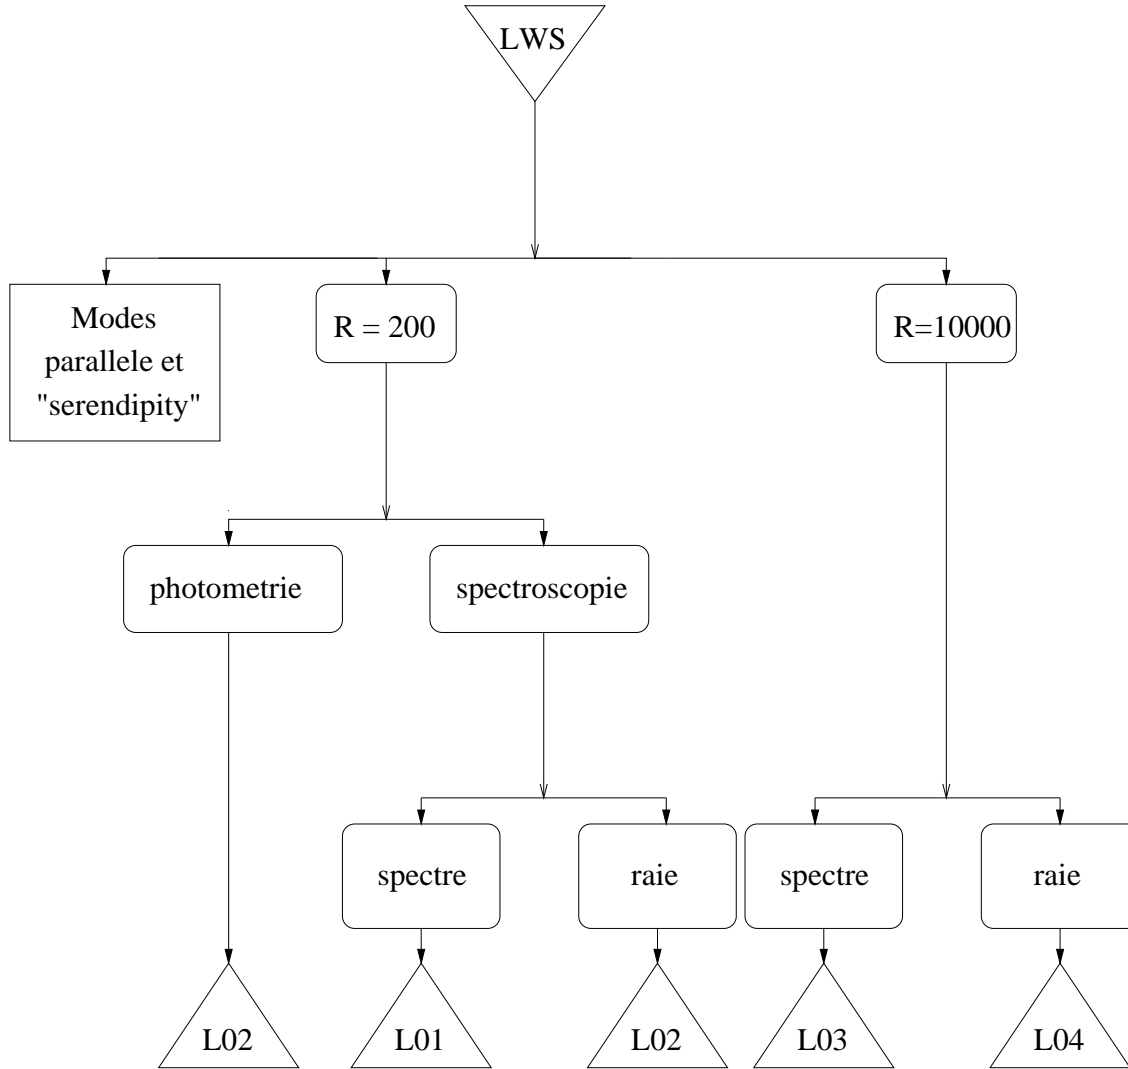 LWS
Modes
parallele et
"serendipity"
R = 200
R=10000
photometrie
spectroscopie
spectre
raie
spectre
raie
L02
L01
L02
L03
L04